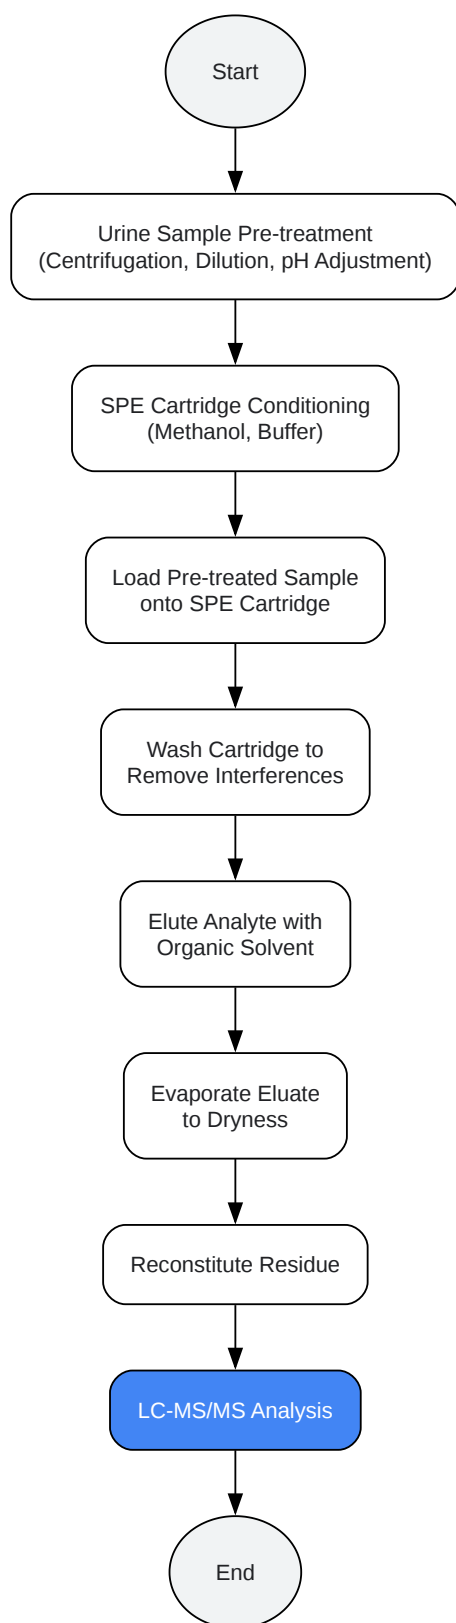 Start
Urine Sample Pre-treatment
(Centrifugation, Dilution, pH Adjustment)
SPE Cartridge Conditioning
(Methanol, Buffer)
Load Pre-treated Sample
onto SPE Cartridge
Wash Cartridge to
Remove Interferences
Elute Analyte with
Organic Solvent
Evaporate Eluate
to Dryness
Reconstitute Residue
LC-MS/MS Analysis
End